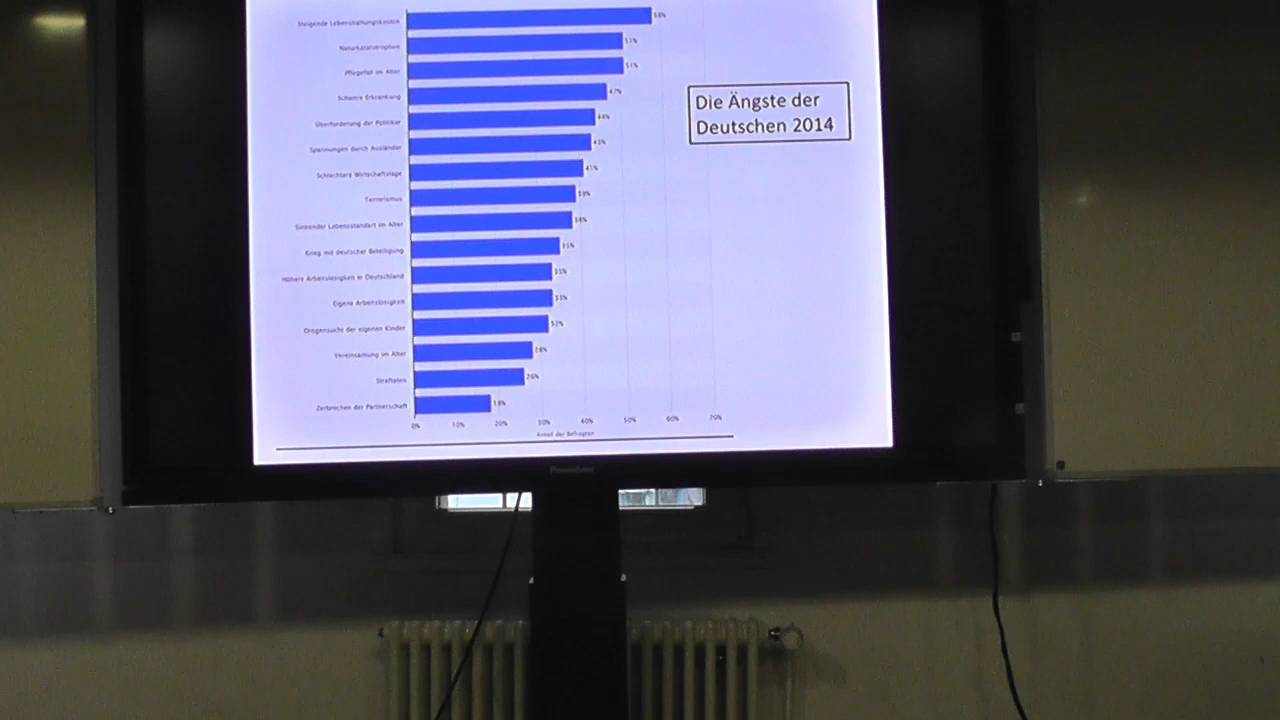 Steigende Lebenshaltungskosten 58%
Naturkatastrophen 51%
Pflegefall im Alter 51%
Schwere Erkrankung 47%
Überforderung der Politiker 44%
Spannungen durch Ausländer 43%
Schlechtere Wirtschaftslage 41%
Terrorismus 39%
Sinkender Lebensstandart im Alter 38%
Krieg mit deutscher Beteiligung 35%
Höhere Arbeitslosigkeit in Deutschland 33%
Eigene Arbeitslosigkeit 33%
Drogensucht der eigenen Kinder 32%
Vereinsamung im Alter 28%
Straftaten 26%
Zerbrechen der Partnerschaft 18%
0% 10% 20% 30% 40% 50% 60% 70%
Anteil der Befragten
Die Ängste der
Deutschen 2014